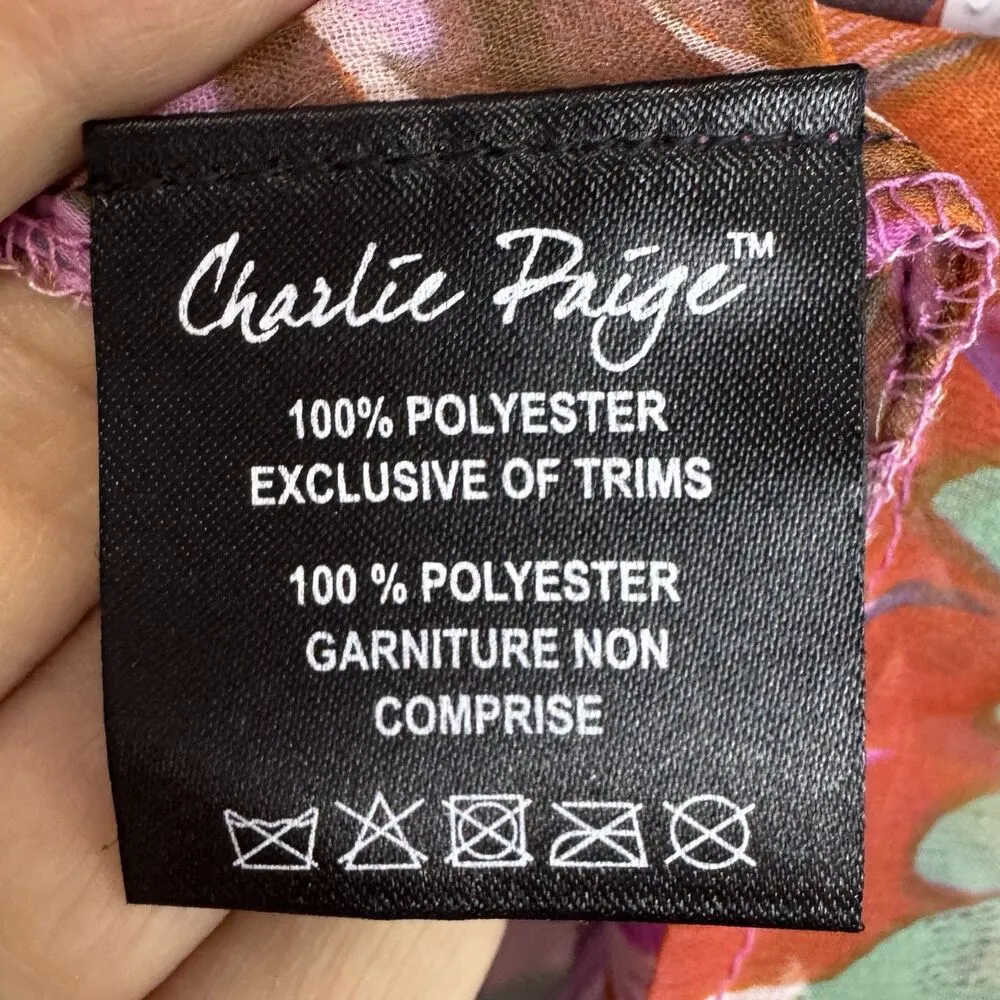 Charlie Paige™
100% POLYESTER
EXCLUSIVE OF TRIMS
100 % POLYESTER
GARNITURE NON
COMPRISE